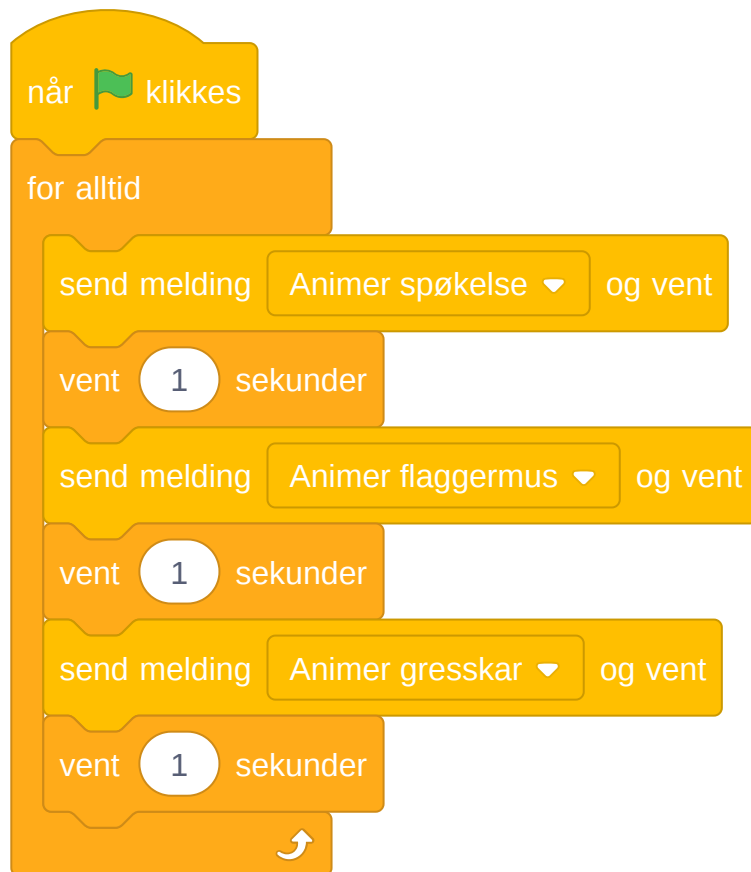 når klikkes
for alltid
send melding Animer spøkelse og vent
vent 1 sekunder
send melding Animer flaggermus og vent
vent 1 sekunder
send melding Animer gresskar og vent
vent 1 sekunder